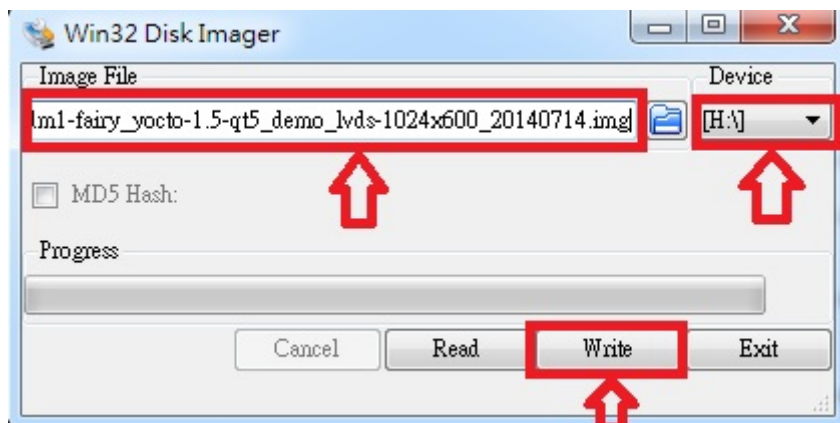 Win32 Disk Imager
Image File
Device
lm1-fairy_yocto-1.5-qt5_demo_lvds-1024x600_20140714.img
[H:\]
MD5 Hash:
Progress
Cancel Read Write Exit